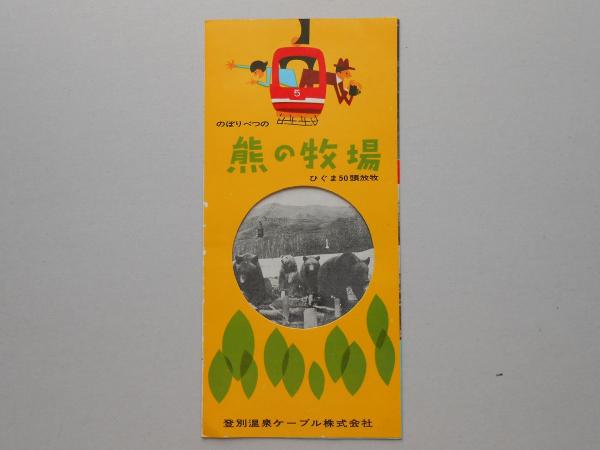 5
のぼりべつの
熊の牧場
ひぐま50頭放牧
登別温泉ケーブル株式会社